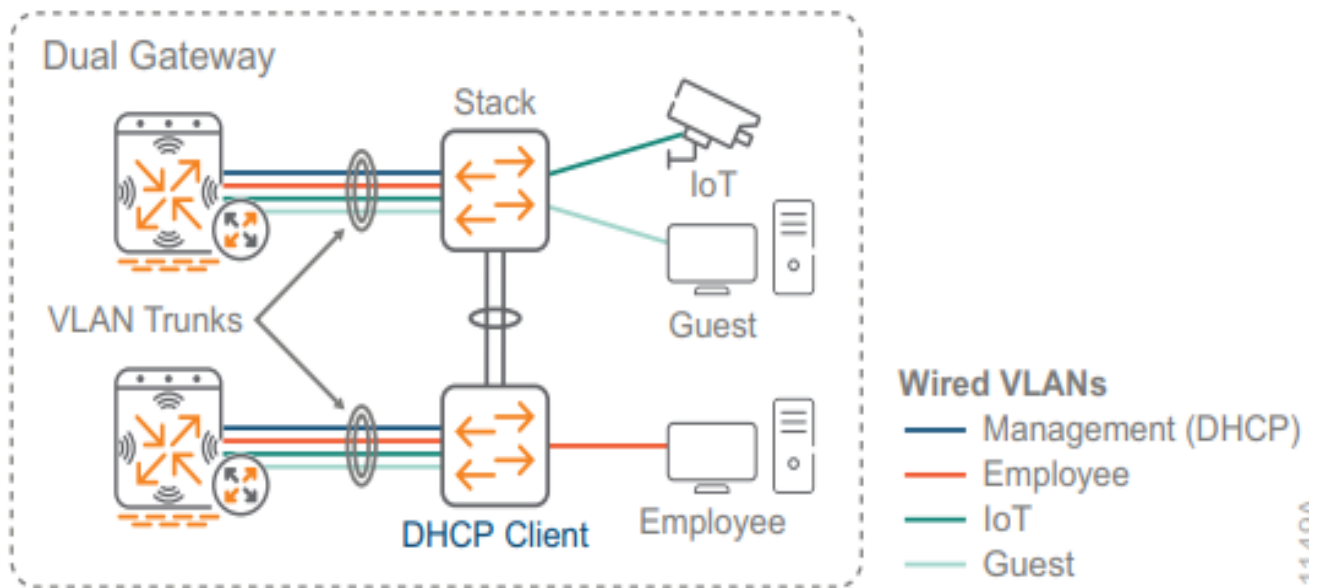 Dual Gateway
Stack
IoT
VLAN Trunks
Guest
DHCP Client
Employee
Wired VLANs
Management (DHCP)
Employee
IoT
Guest